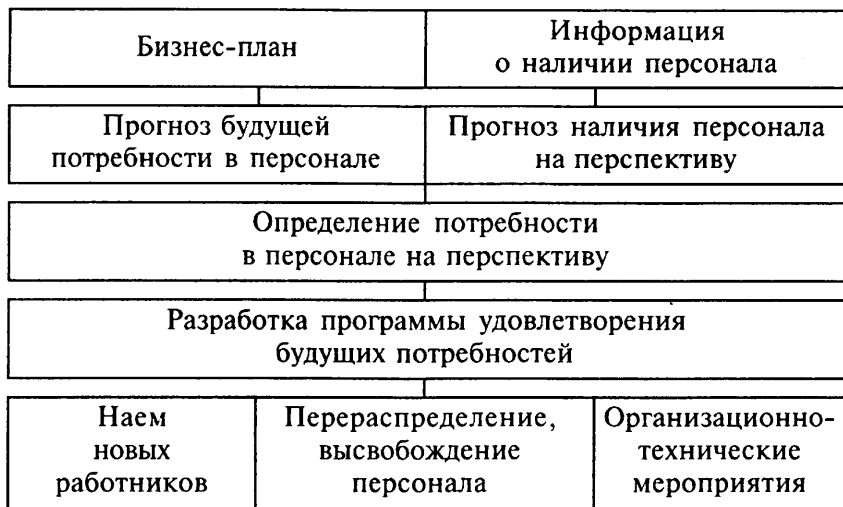 Бизнес-план
Информация
о наличии персонала
Прогноз будущей
потребности в персонале
Прогноз наличия персонала
на перспективу
Определение потребности
в персонале на перспективу
Разработка программы удовлетворения
будущих потребностей
Наем
новых
работников
Перераспределение,
высвобождение
персонала
Организационно-
технические
мероприятия